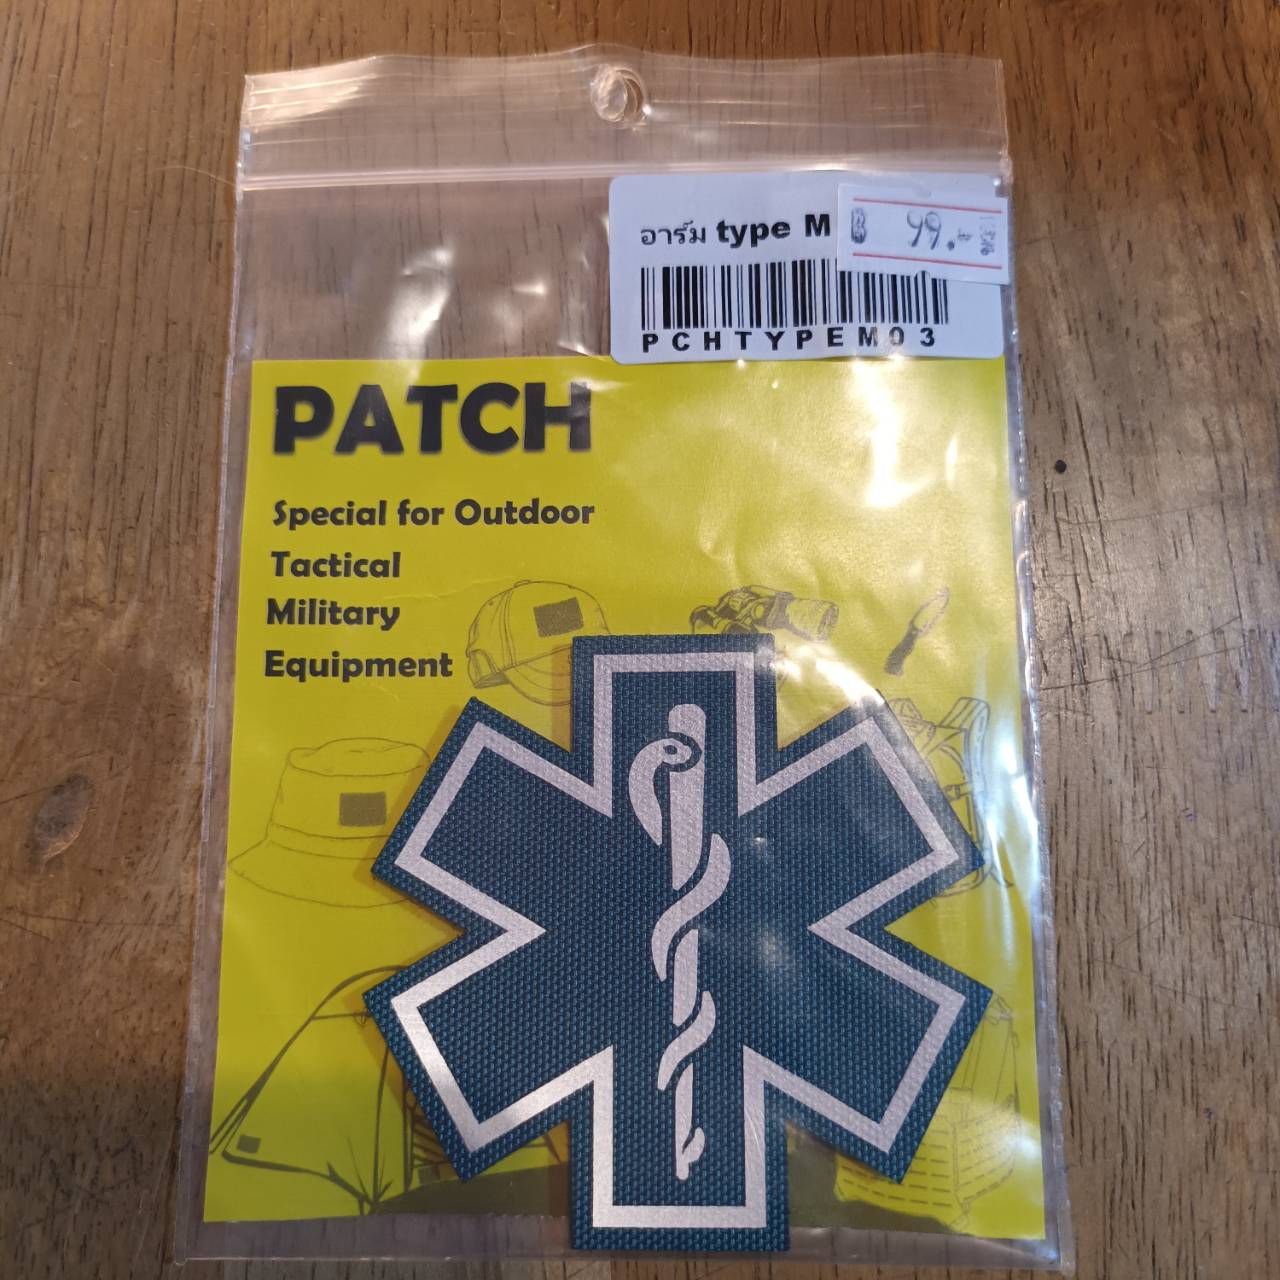 อาร์ม type M
฿ 99.-
PCHTYPEM03
PATCH
Special for Outdoor
Tactical
Military
Equipment